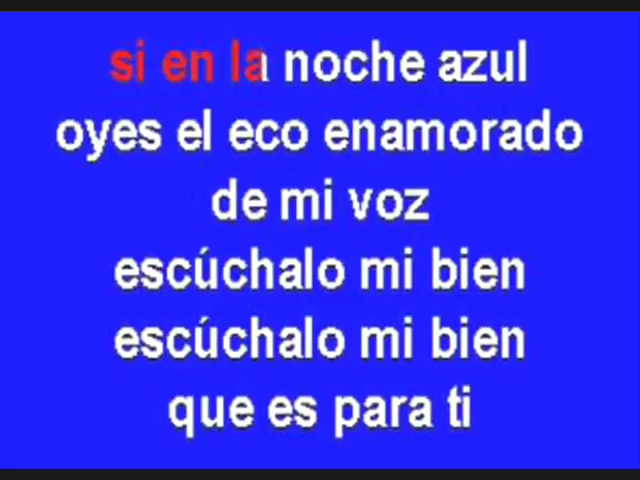 si en la noche azul
oyes el eco enamorado
de mi voz
escúchalo mi bien
escúchalo mi bien
que es para ti